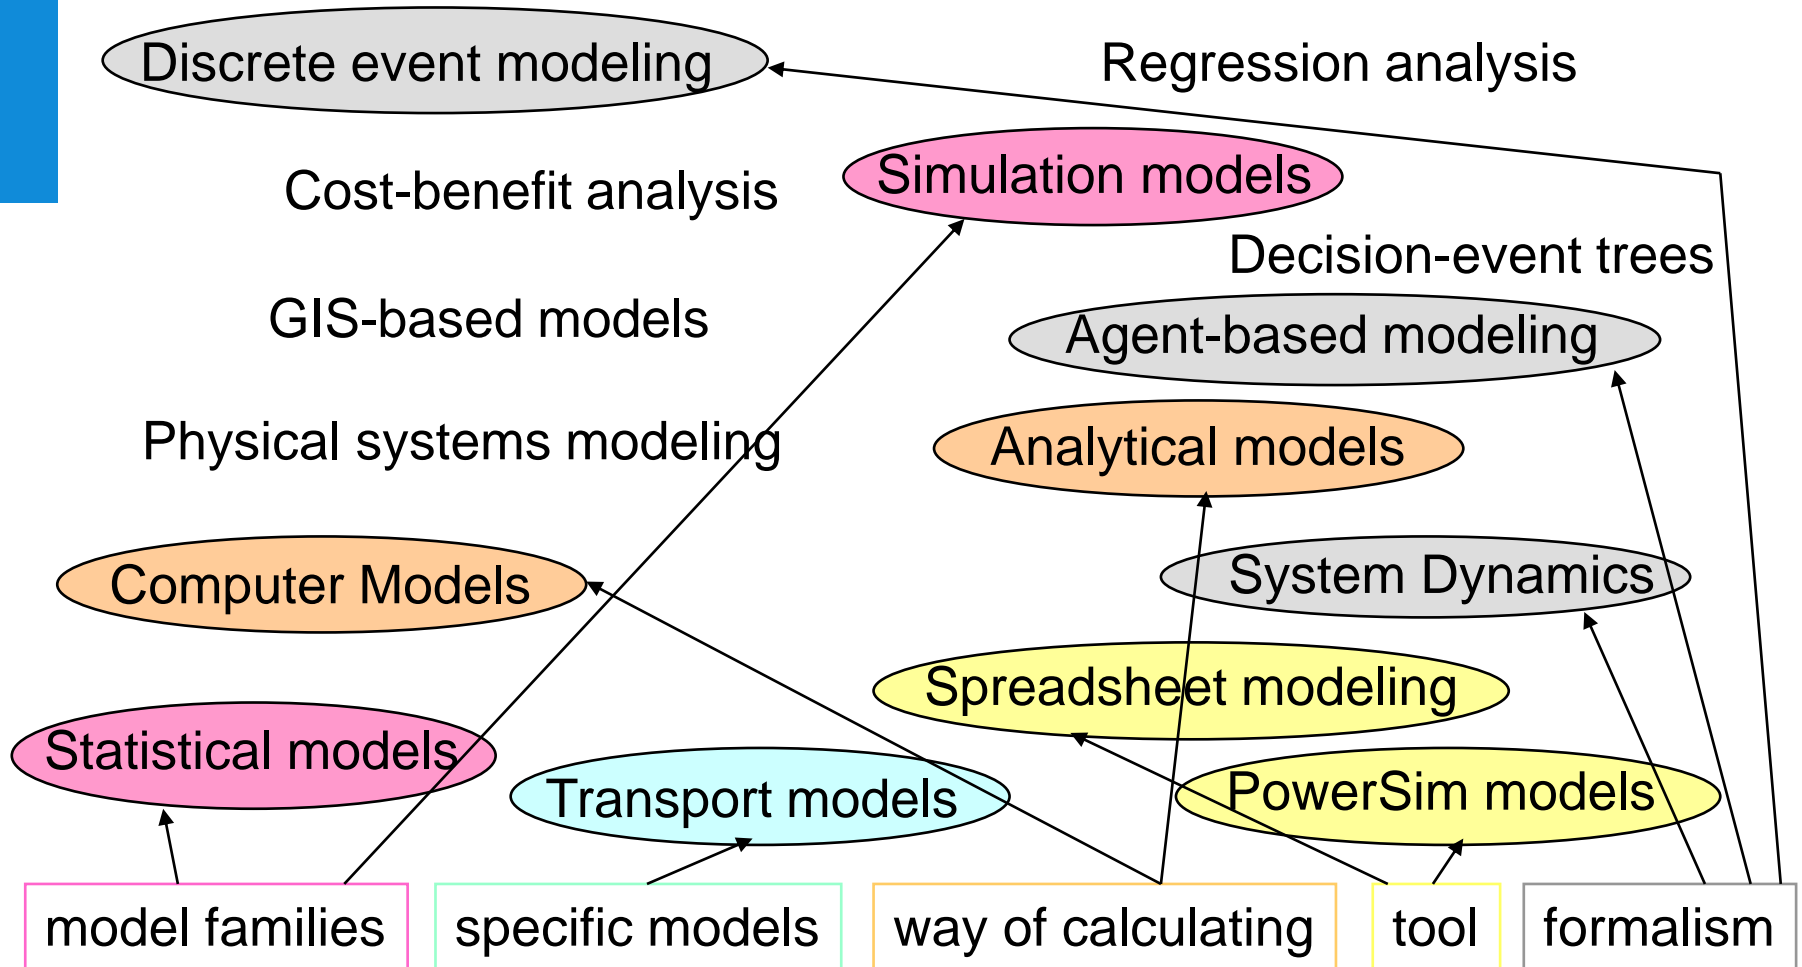 Discrete event modeling
Regression analysis
Simulation models
Cost-benefit analysis
Decision-event trees
GIS-based models
Agent-based modeling
Physical systems modeling
Analytical models
Computer Models
System Dynamics
Spreadsheet modeling
Statistical models
Transport models
PowerSim models
model families
specific models
way of calculating
tool
formalism